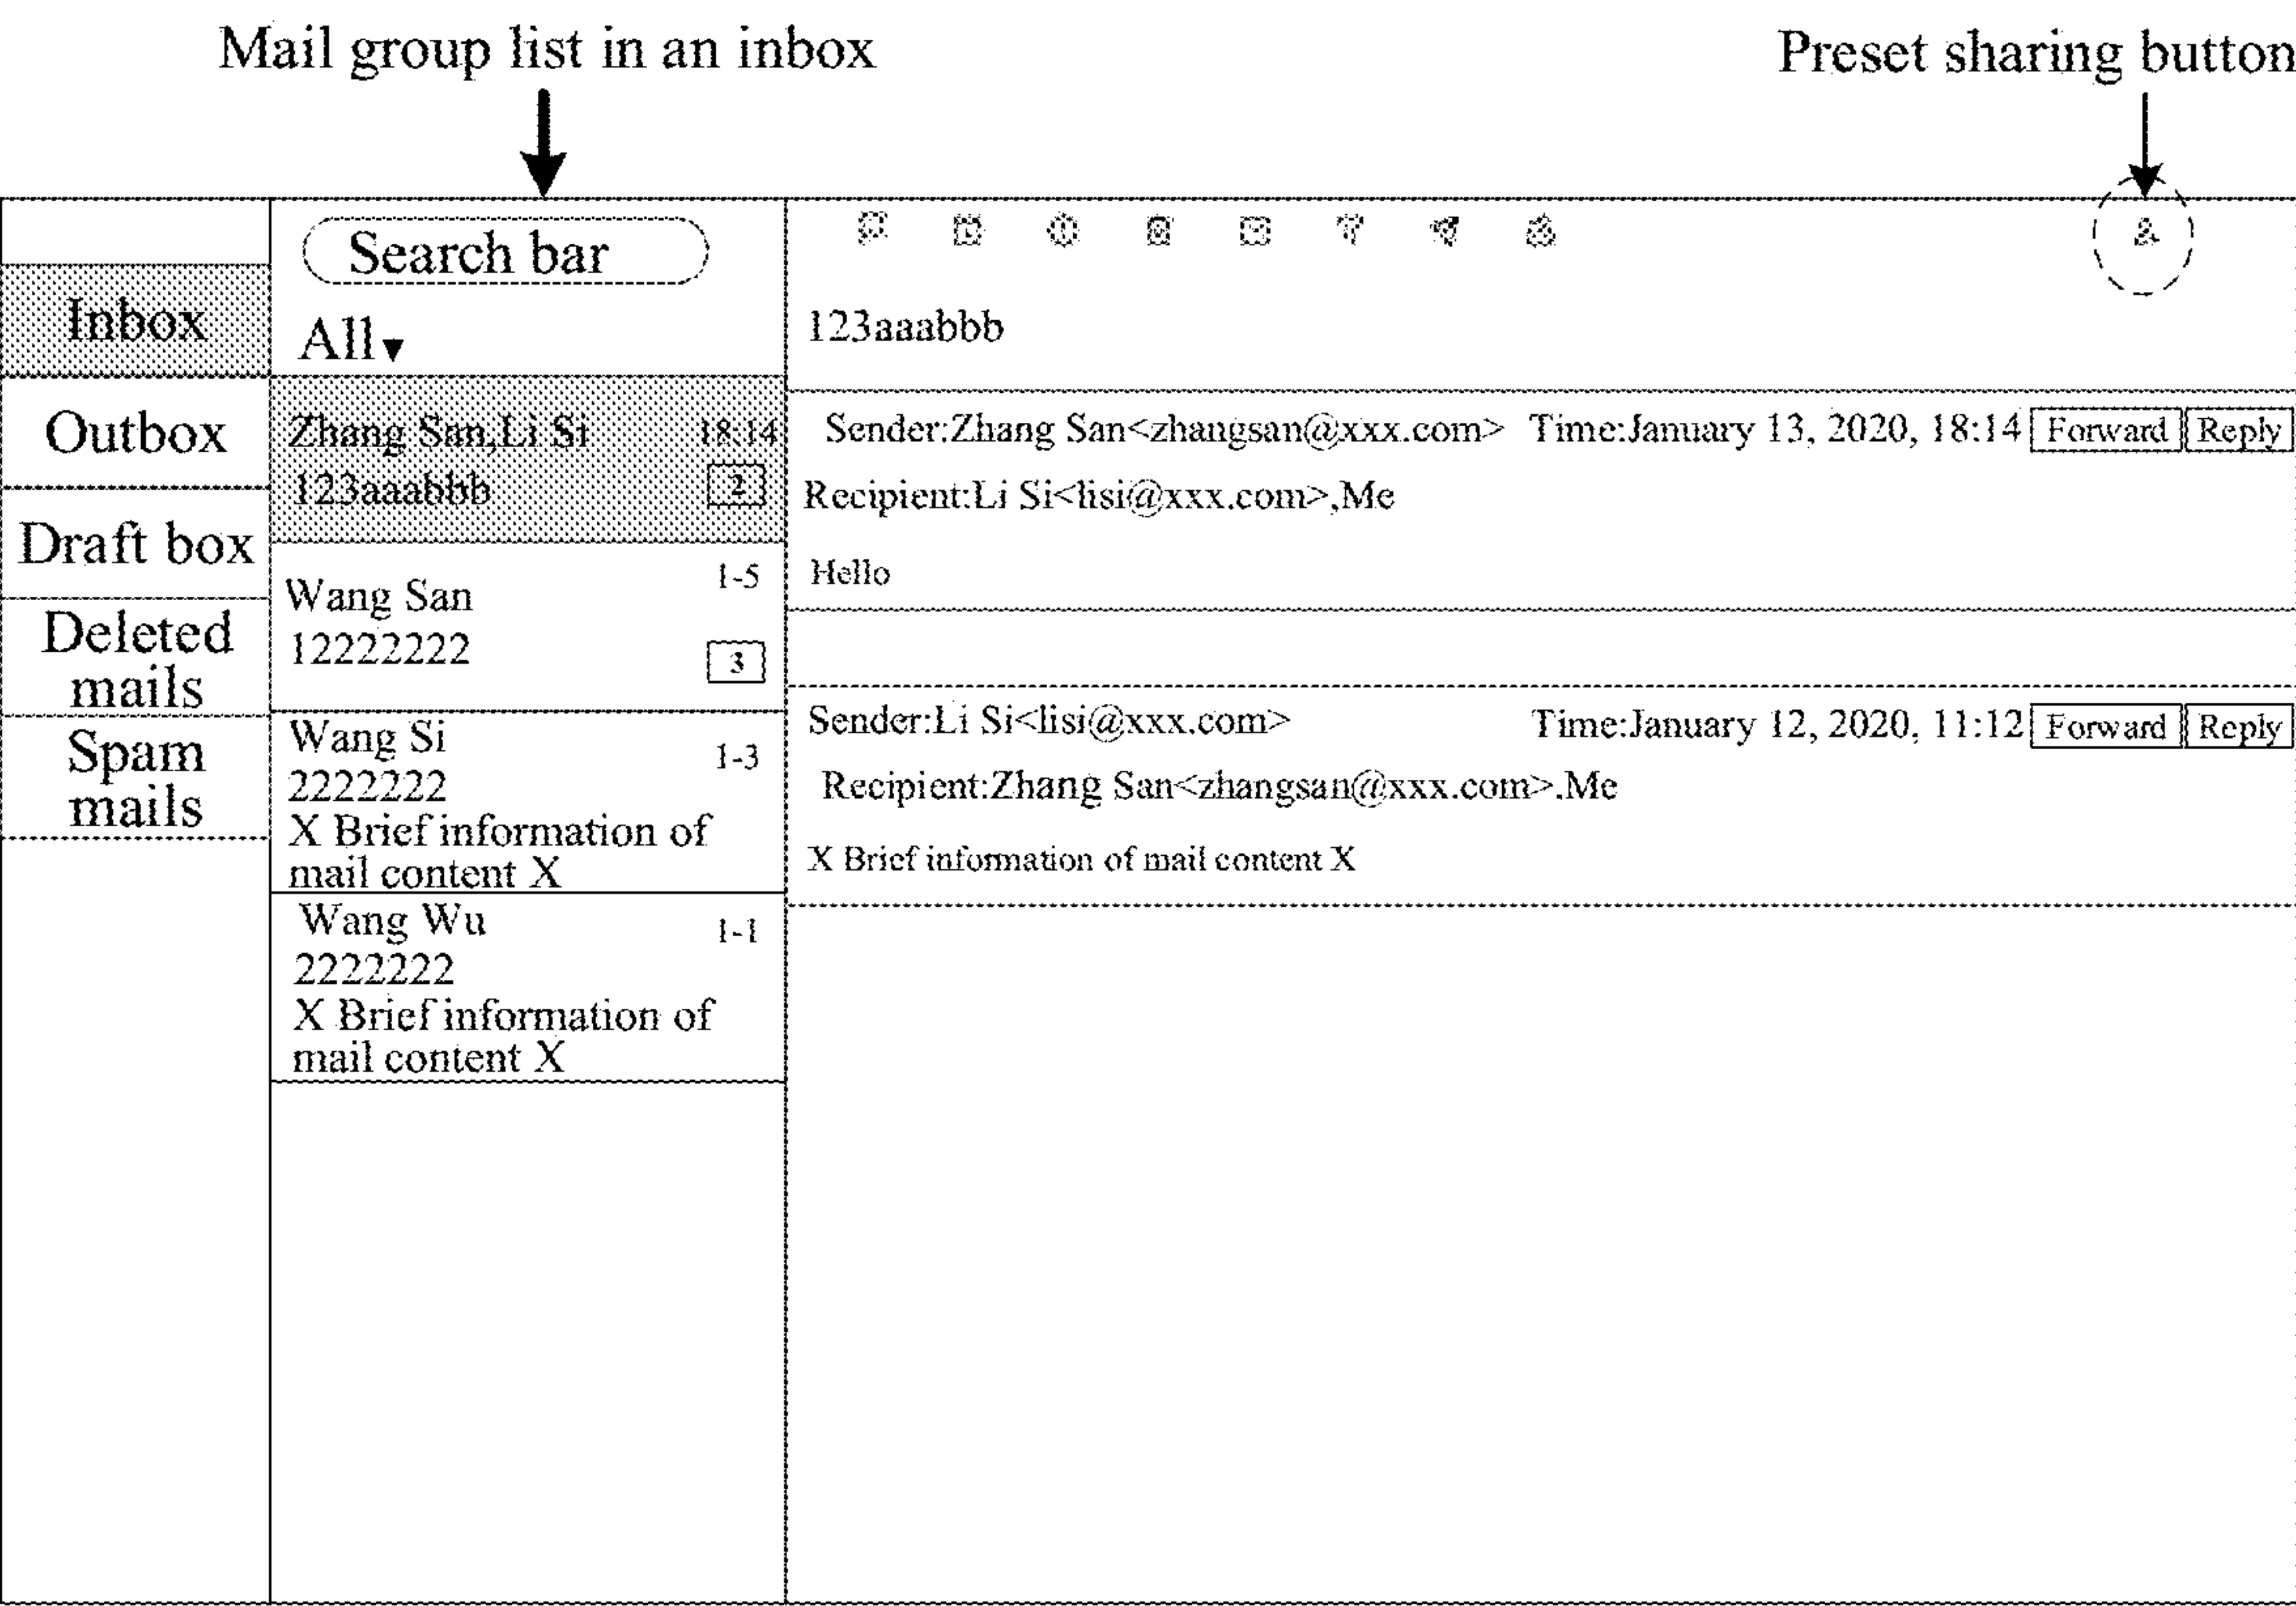 Mail group list in an inbox
Preset sharing button
Inbox
Outbox
Draft box
Deleted
mails
Spam
mails
Search bar
All▼
Zhang San,Li Si 18:14
123aaabbb 2
Wang San 1-5
12222222 3
Wang Si 1-3
2222222
X Brief information of
mail content X
Wang Wu 1-1
2222222
X Brief information of
mail content X
123aaabbb
Sender:Zhang San<zhangsan@xxx.com> Time:January 13, 2020, 18:14 Forward Reply
Recipient:Li Si<lisi@xxx.com>,Me
Hello
Sender:Li Si<lisi@xxx.com> Time:January 12, 2020, 11:12 Forward Reply
Recipient:Zhang San<zhangsan@xxx.com>,Me
X Brief information of mail content X